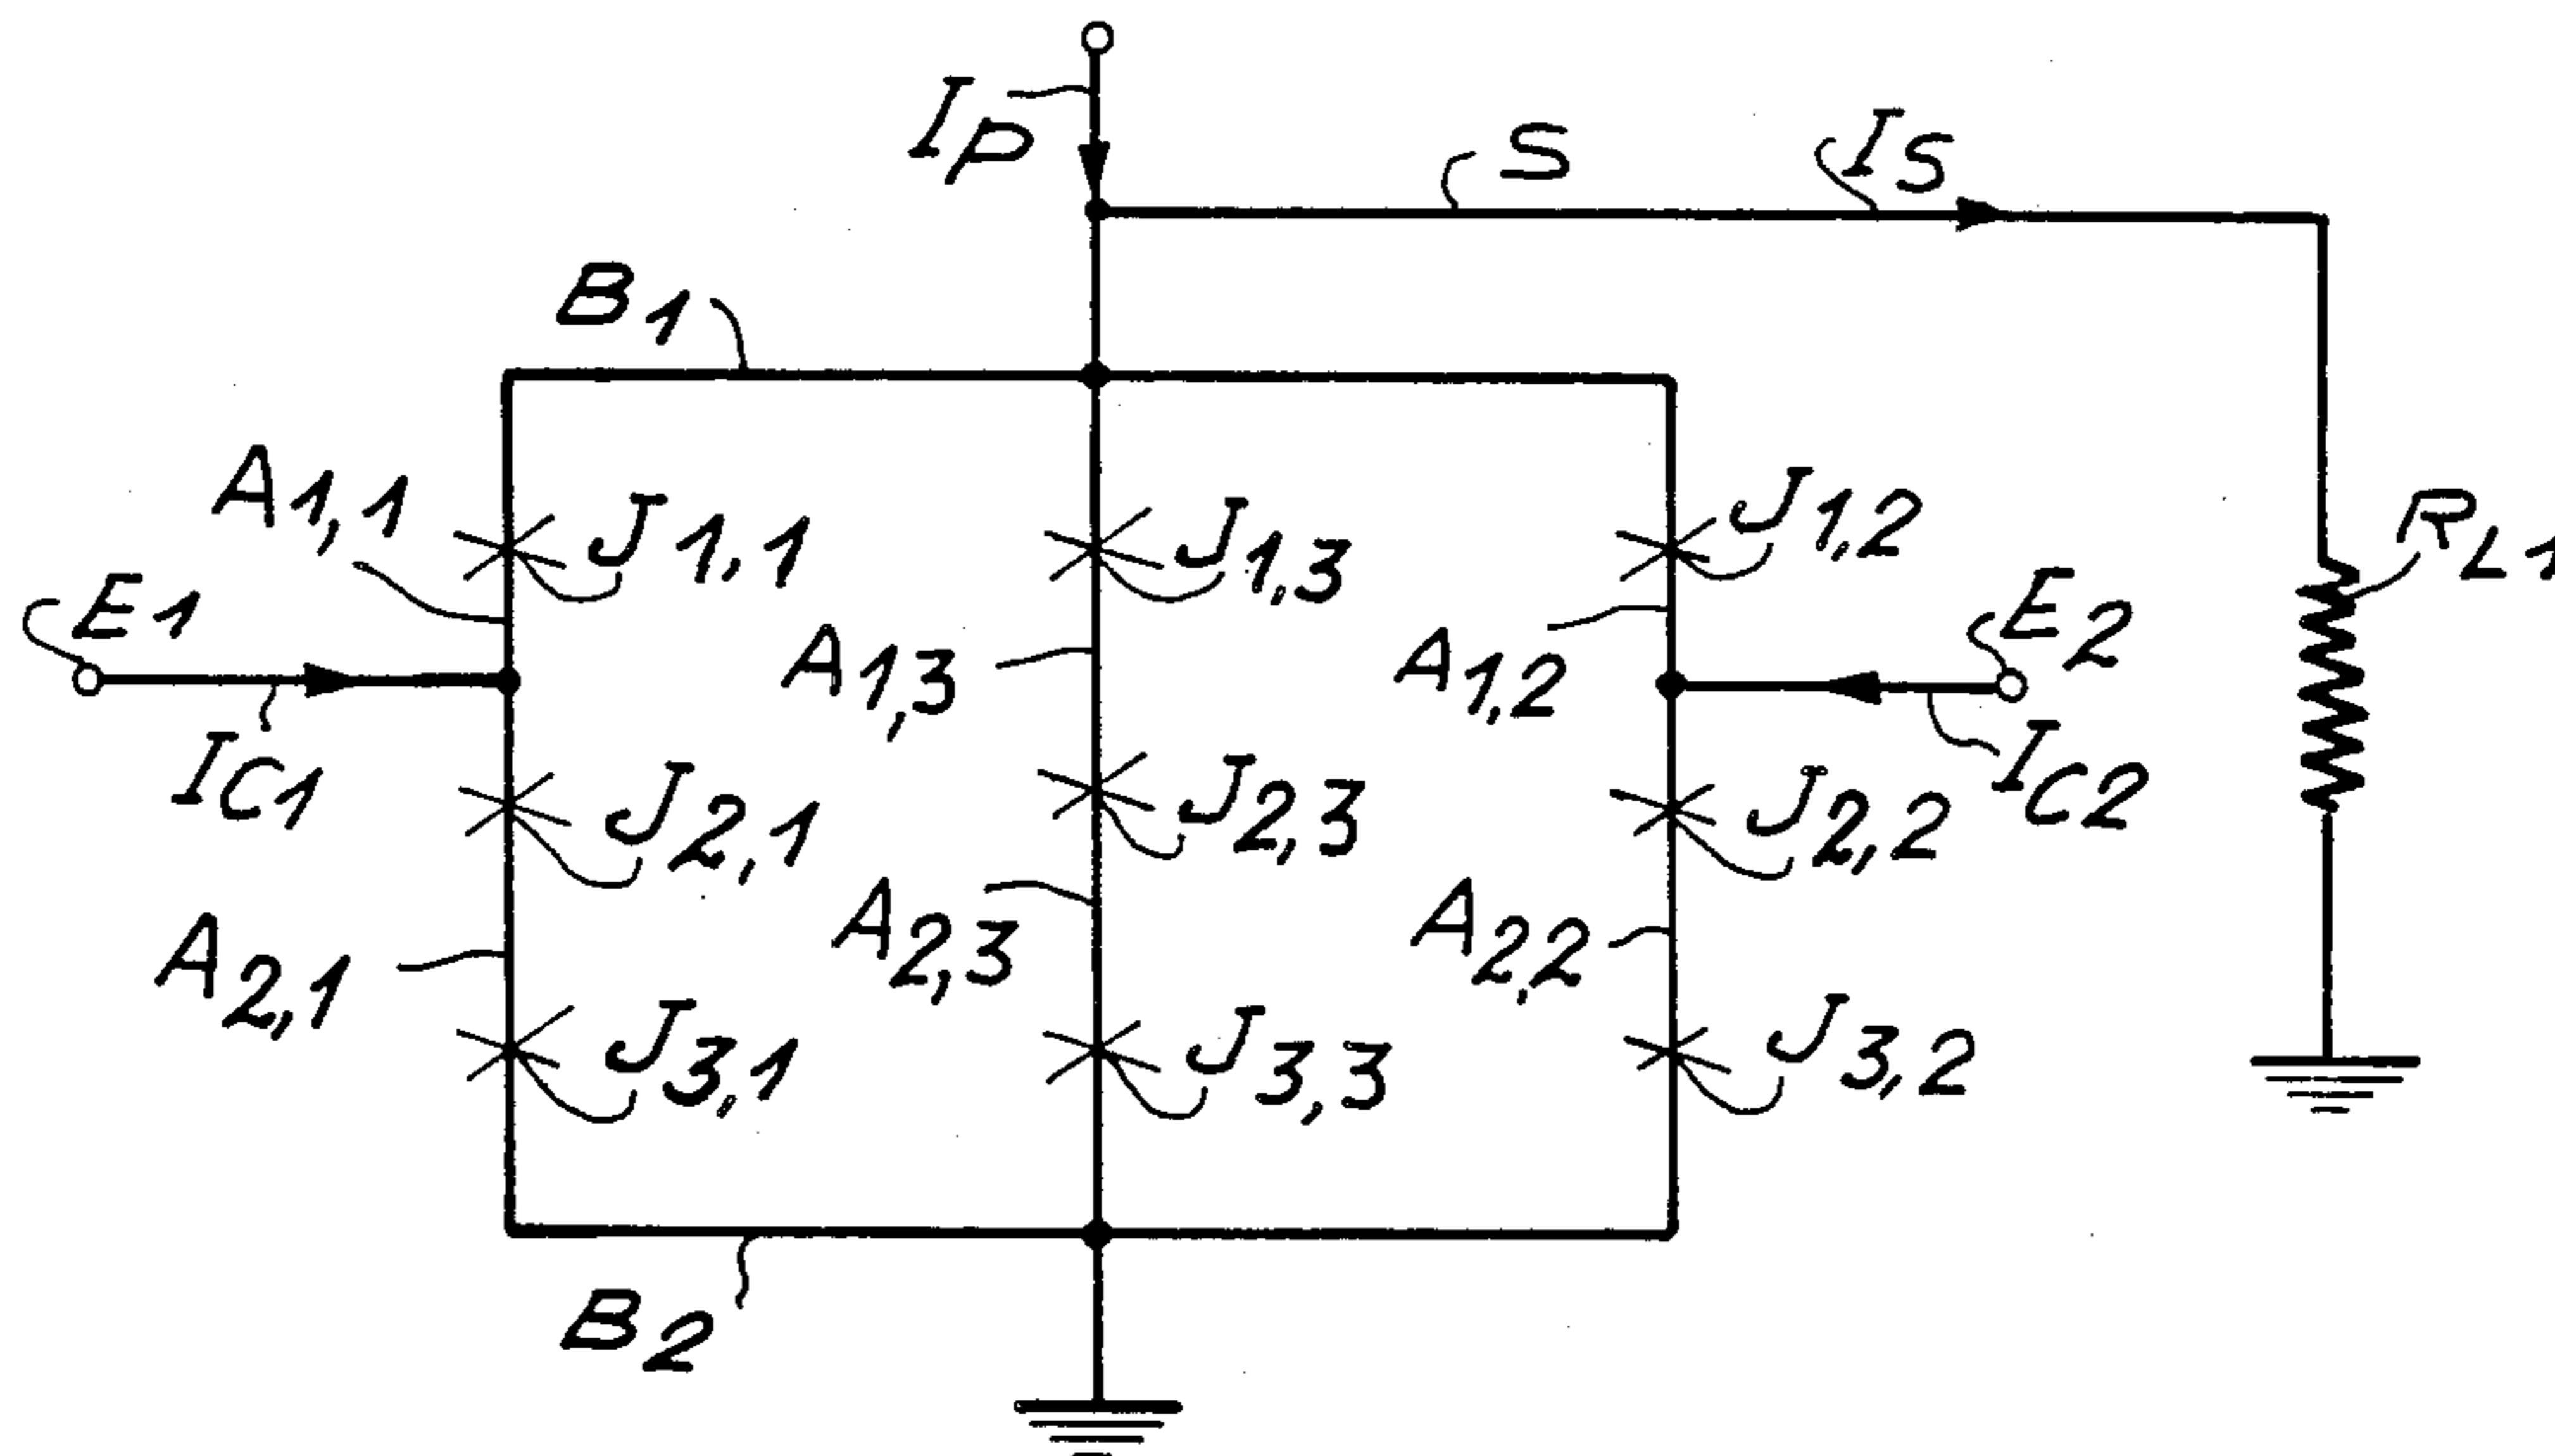 IP
S
IS
B1
A1,1
J1,1
J1,3
J1,2
RL1
E1
A1,3
A1,2
E2
IC1
J2,1
J2,3
J2,2
IC2
A2,1
A2,3
A2,2
J3,1
J3,3
J3,2
B2